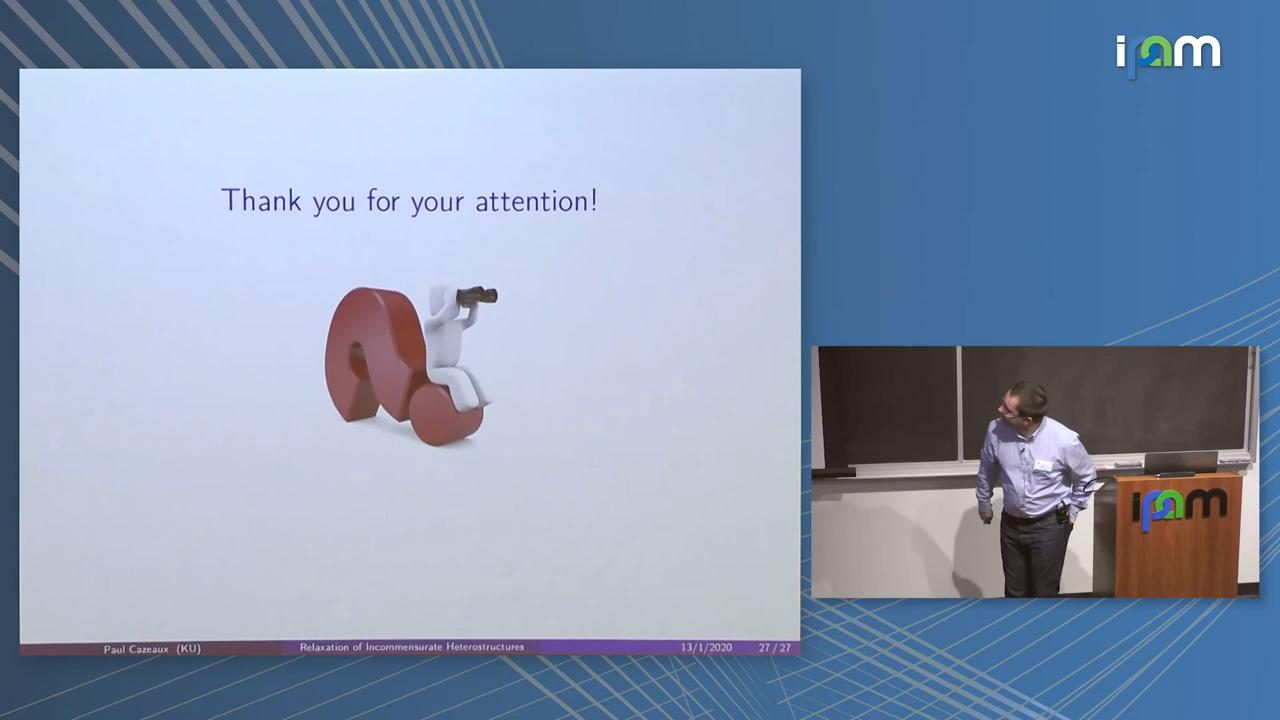 ipam
Thank you for your attention!
Paul Cazeaux (KU)
Relaxation of Incommensurate Heterostructures
13/1/2020
27 / 27
ipam